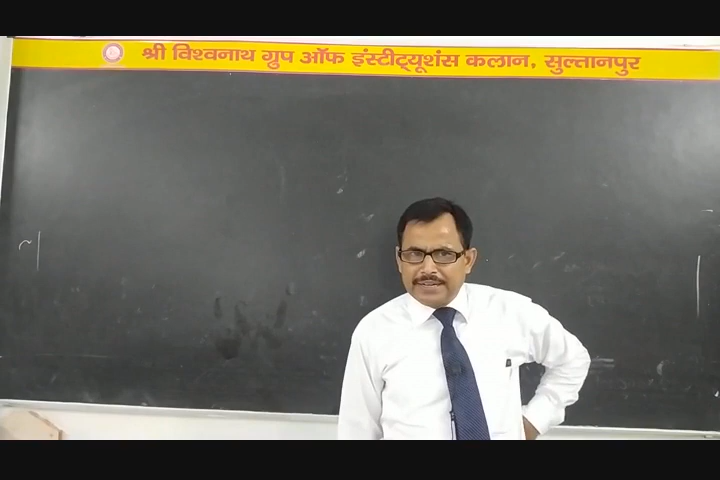 श्री विश्वनाथ ग्रुप ऑफ इंस्टीट्यूशंस कलान, सुल्तानपुर